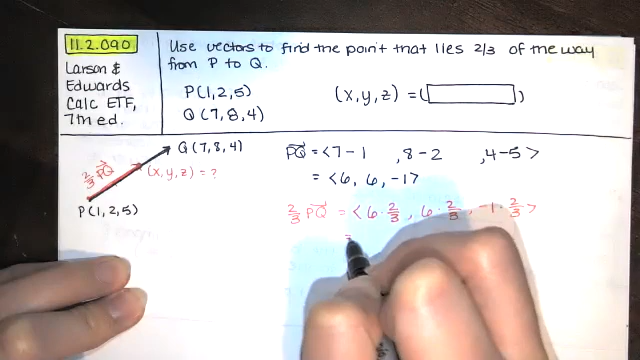 11.2.090
Larson &
Edwards
Calc ETF,
7th ed.
Use vectors to find the point that lies 2/3 of the way
from P to Q.
P(1,2,5)
Q(7,8,4)
(x,y,z) = ( )
Q(7,8,4)
2/3 PQ
(x,y,z) = ?
P(1,2,5)
PQ = <7-1 , 8-2 , 4-5>
= <6, 6, -1>
2/3 PQ = <6·2/3, 6·2/3, -1·2/3>
=